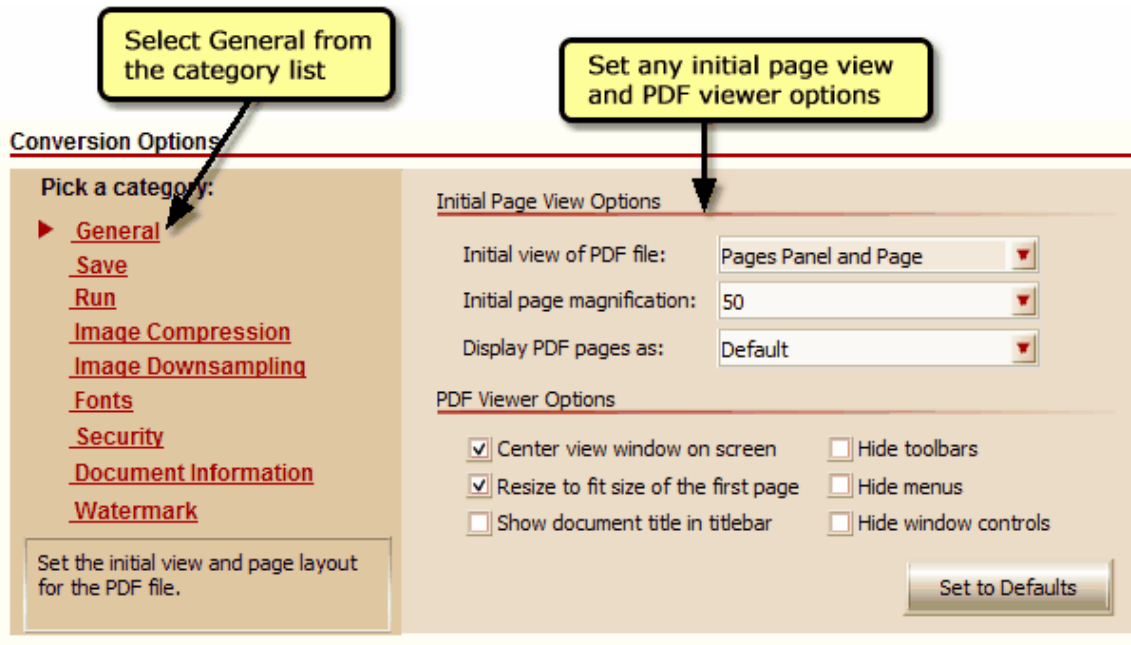 Select General from
the category list
Set any initial page view
and PDF viewer options
Conversion Options
Pick a category:
General
Save
Run
Image Compression
Image Downsampling
Fonts
Security
Document Information
Watermark
Set the initial view and page layout
for the PDF file.
Initial Page View Options
Initial view of PDF file: Pages Panel and Page
Initial page magnification: 50
Display PDF pages as: Default
PDF Viewer Options
Center view window on screen Hide toolbars
Resize to fit size of the first page Hide menus
Show document title in titlebar Hide window controls
Set to Defaults